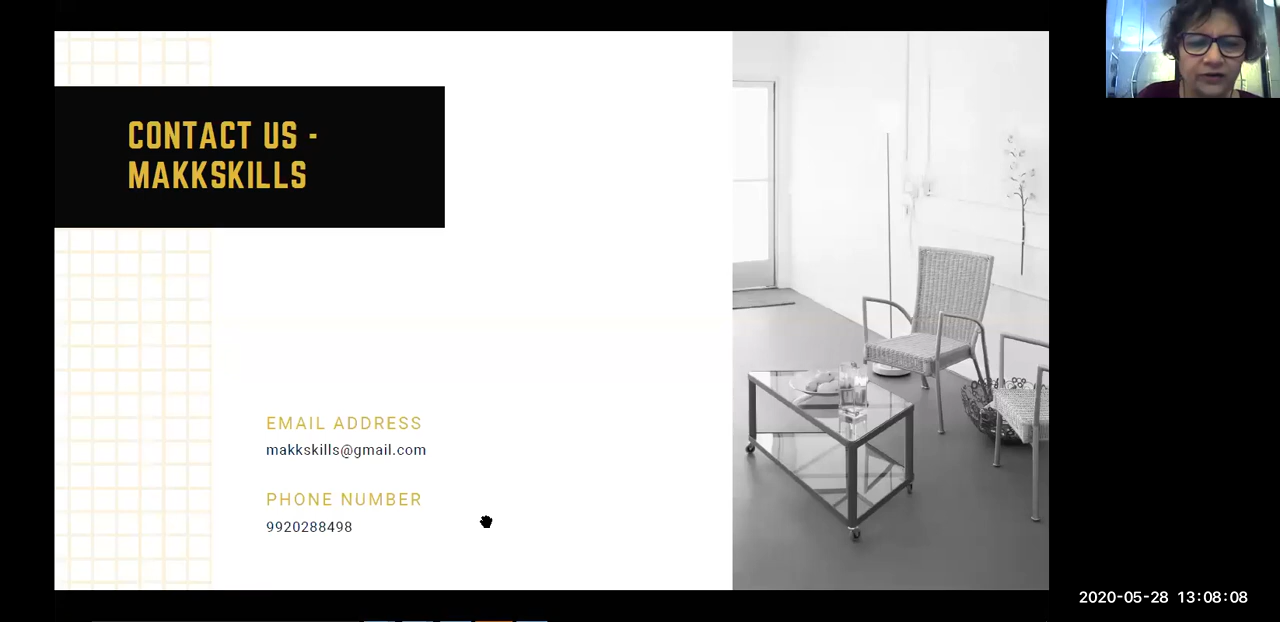 CONTACT US -
MAKKSKILLS
EMAIL ADDRESS
makkskills@gmail.com
PHONE NUMBER
9920288498
2020-05-28 13:08:08